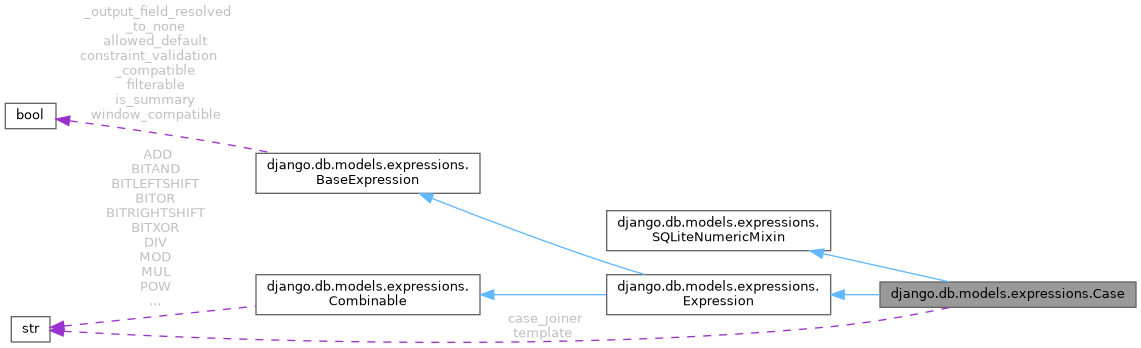 _output_field_resolved
_to_none
allowed_default
constraint_validation
_compatible
filterable
is_summary
window_compatible
bool
ADD
BITAND
BITLEFTSHIFT
BITOR
BITRIGHTSHIFT
BITXOR
DIV
MOD
MUL
POW
...
django.db.models.expressions.
BaseExpression
django.db.models.expressions.
SQLiteNumericMixin
django.db.models.expressions.
Combinable
django.db.models.expressions.
Expression
django.db.models.expressions.Case
str
case_joiner
template